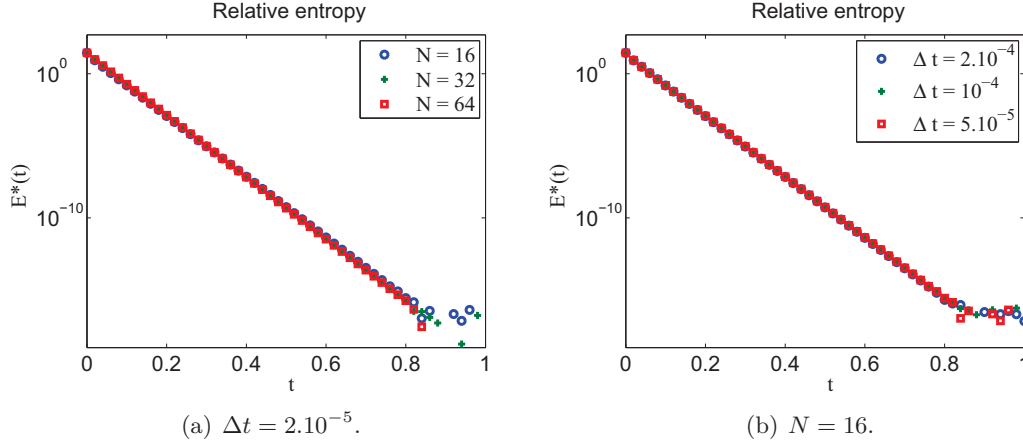 Relative entropy
10^0
10^-10
E*(t)
N = 16
N = 32
N = 64
0 0.2 0.4 0.6 0.8 1
t
(a) Δt = 2.10^-5.
Relative entropy
10^0
10^-10
E*(t)
Δ t = 2.10^-4
Δ t = 10^-4
Δ t = 5.10^-5
0 0.2 0.4 0.6 0.8 1
t
(b) N = 16.